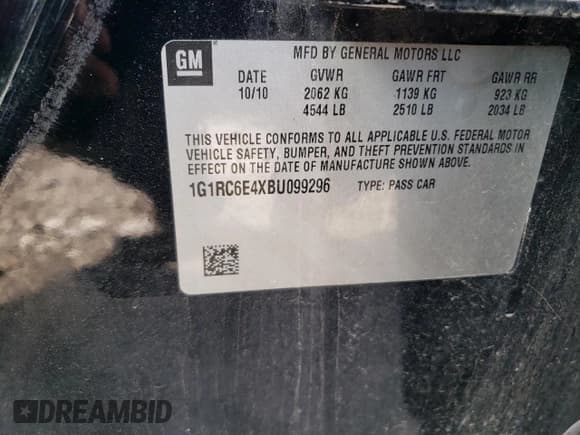 GM
MFD BY GENERAL MOTORS LLC
DATE GVWR GAWR FRT GAWR RR
10/10 2062 KG 1139 KG 923 KG
4544 LB 2510 LB 2034 LB
THIS VEHICLE CONFORMS TO ALL APPLICABLE U.S. FEDERAL MOTOR
VEHICLE SAFETY, BUMPER, AND THEFT PREVENTION STANDARDS IN
EFFECT ON THE DATE OF MANUFACTURE SHOWN ABOVE.
1G1RC6E4XBU099296 TYPE: PASS CAR
DREAMBID